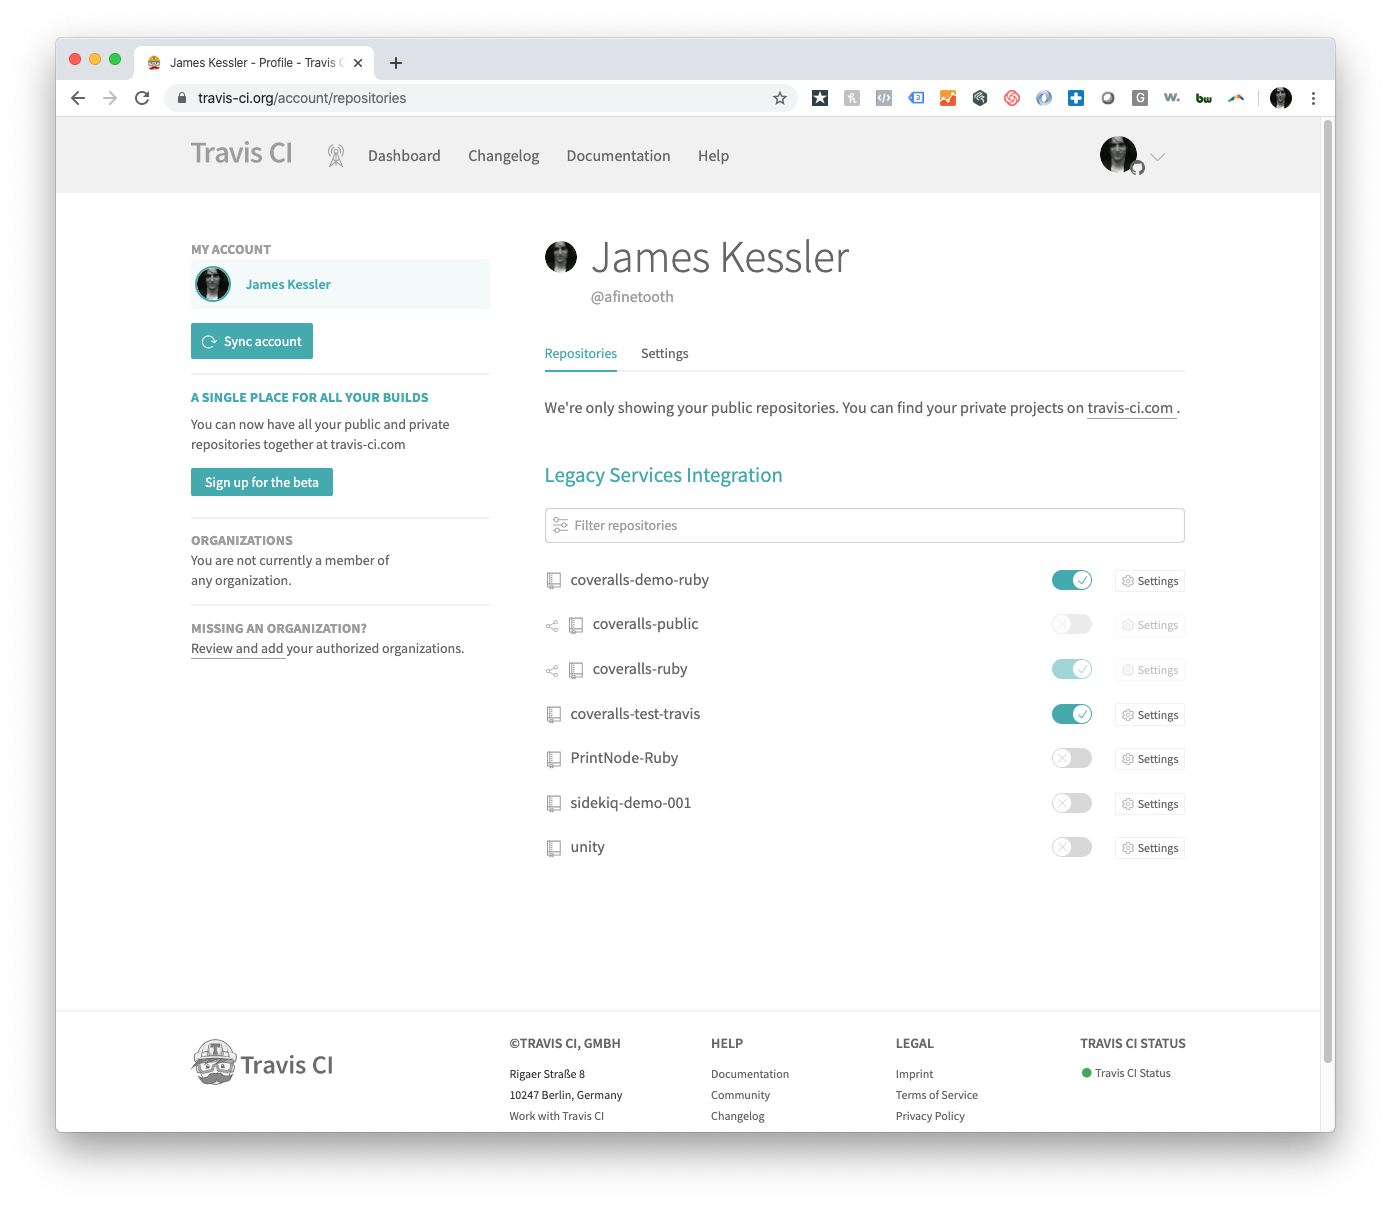 James Kessler - Profile - Travis C
travis-ci.org/account/repositories
Travis CI
Dashboard
Changelog
Documentation
Help
MY ACCOUNT
James Kessler
Sync account
A SINGLE PLACE FOR ALL YOUR BUILDS
You can now have all your public and private
repositories together at travis-ci.com
Sign up for the beta
ORGANIZATIONS
You are not currently a member of
any organization.
MISSING AN ORGANIZATION?
Review and add your authorized organizations.
James Kessler
@afinetooth
Repositories
Settings
We're only showing your public repositories. You can find your private projects on travis-ci.com .
Legacy Services Integration
Filter repositories
coveralls-demo-ruby
Settings
coveralls-public
Settings
coveralls-ruby
Settings
coveralls-test-travis
Settings
PrintNode-Ruby
Settings
sidekiq-demo-001
Settings
unity
Settings
Travis CI
©TRAVIS CI, GMBH
Rigaer Straße 8
10247 Berlin, Germany
Work with Travis CI
HELP
Documentation
Community
Changelog
LEGAL
Imprint
Terms of Service
Privacy Policy
TRAVIS CI STATUS
Travis CI Status